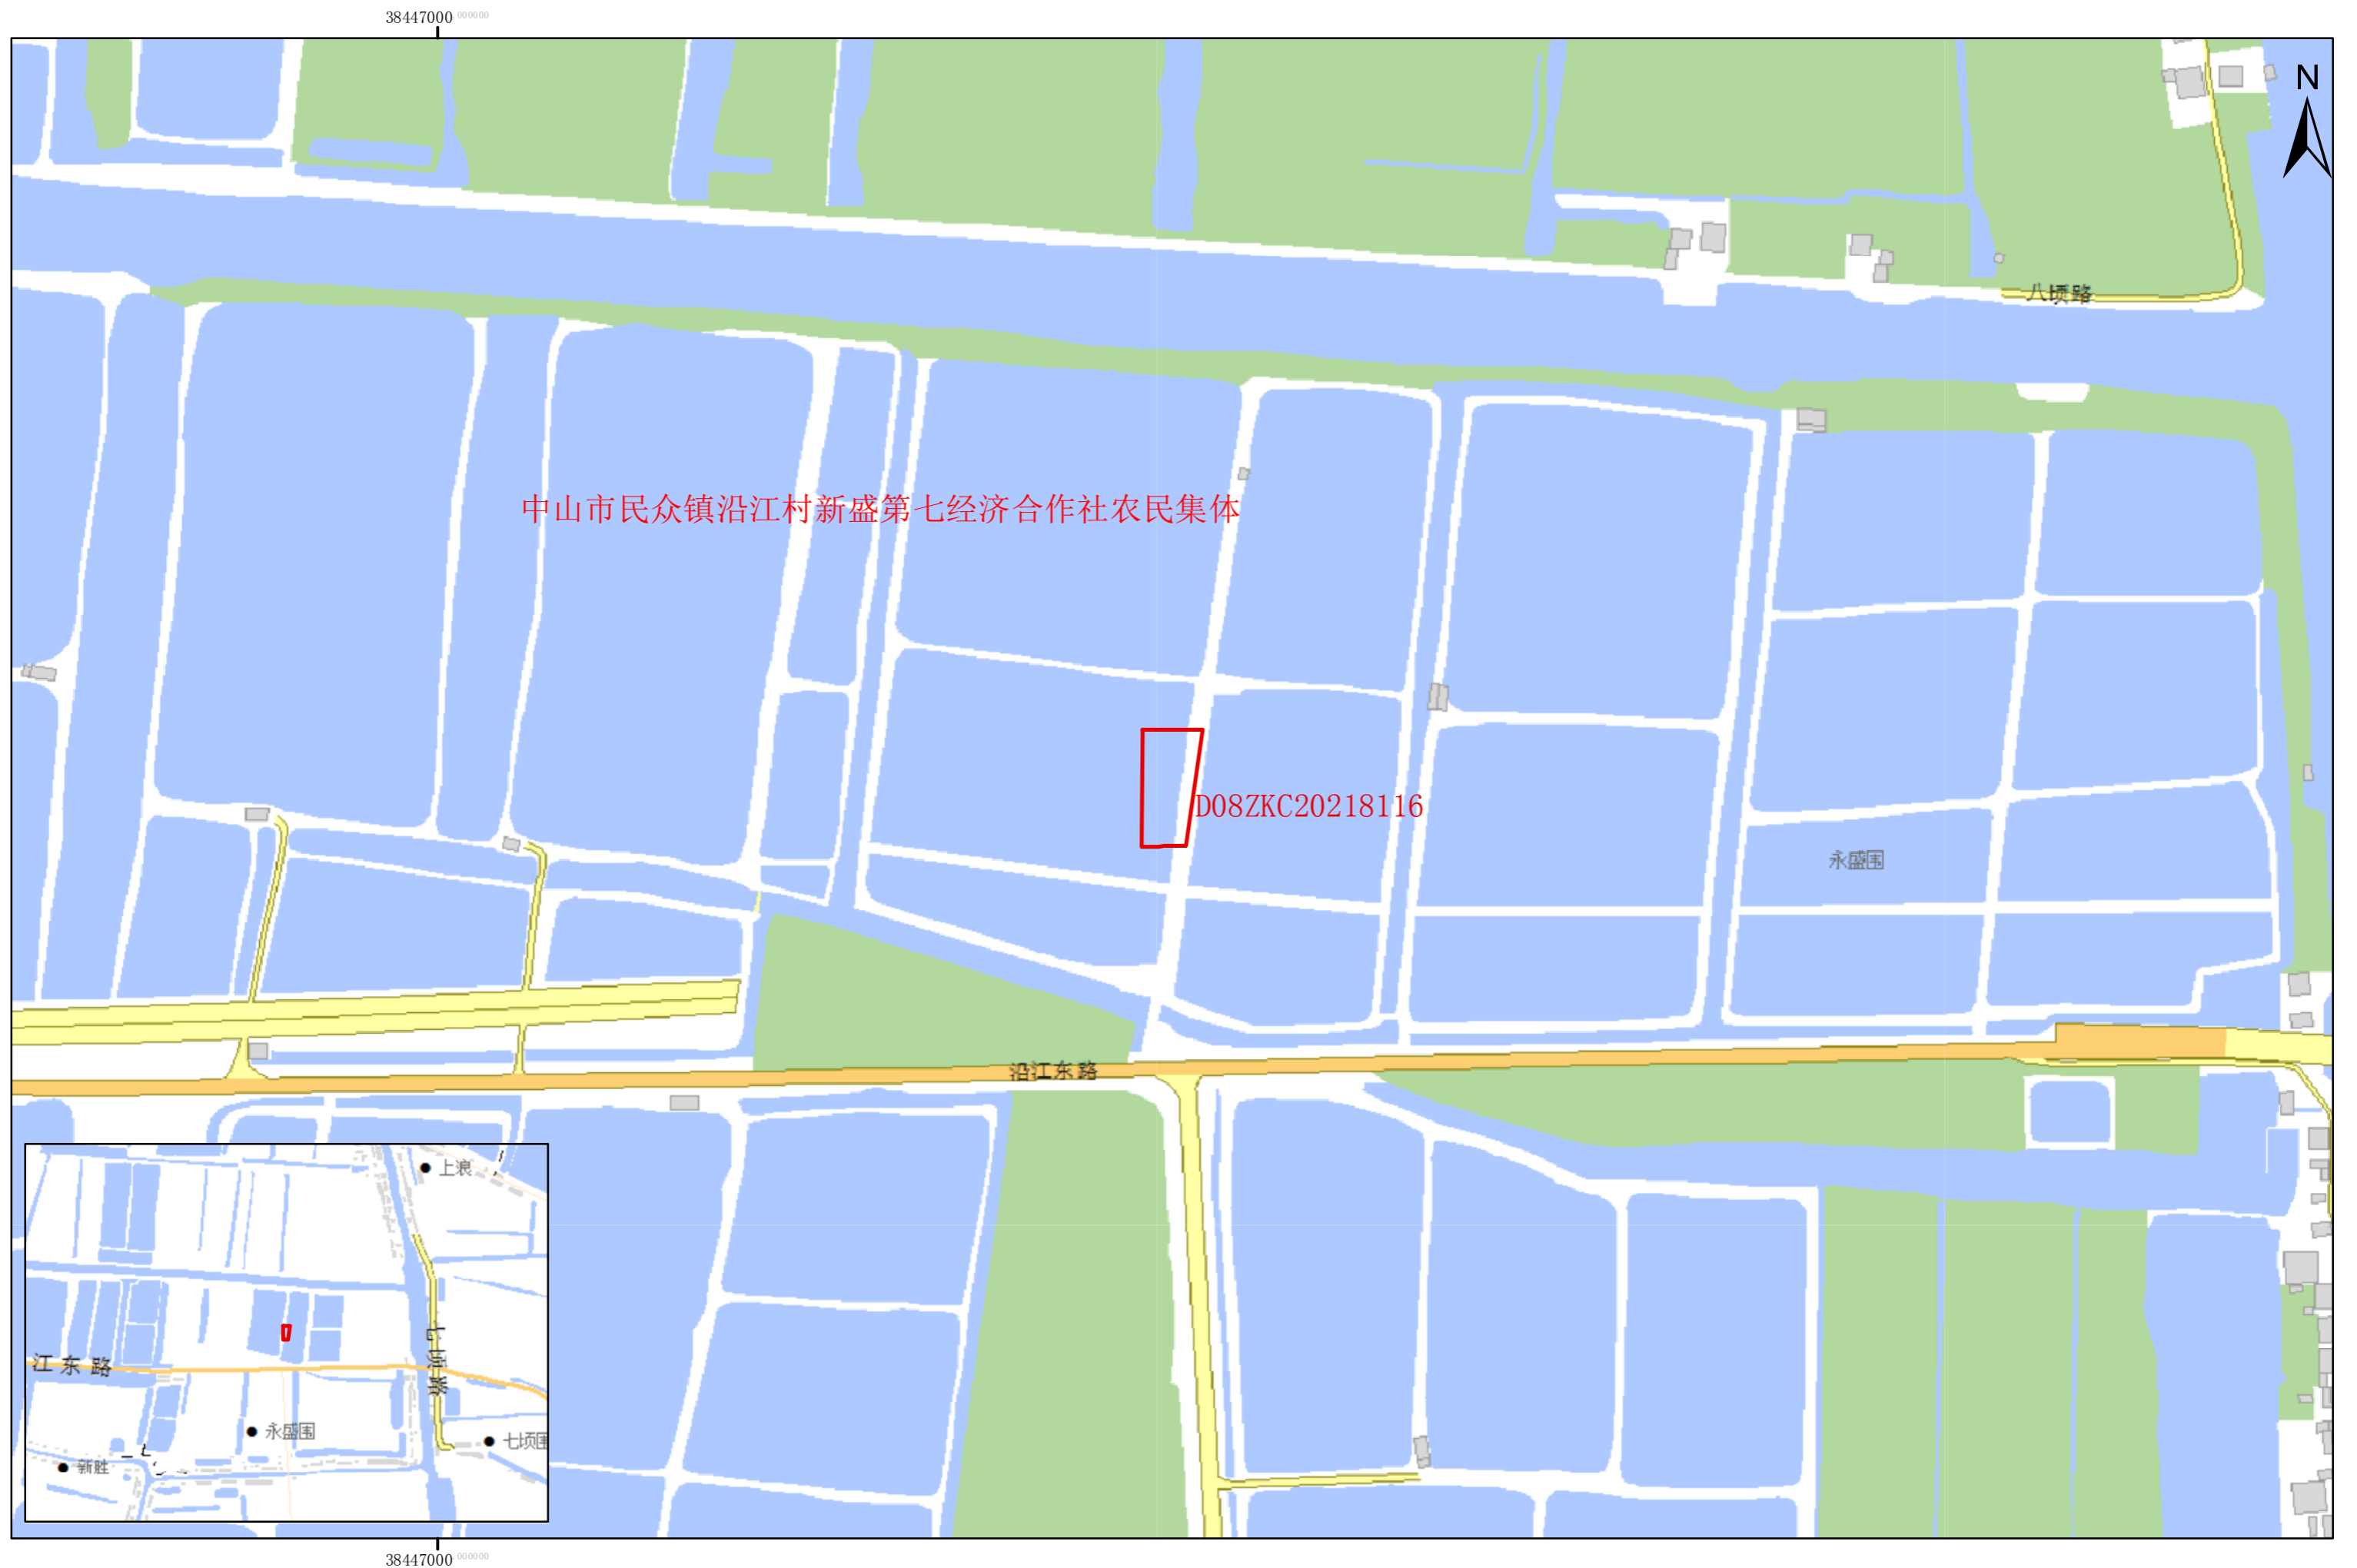 38447000.000000
N
八顷路
中山市民众镇沿江村新盛第七经济合作社农民集体
D08ZKC20218116
永盛围
沿江东路
上浪
七顷路
江东路
永盛围
七顷围
新胜
38447000.000000